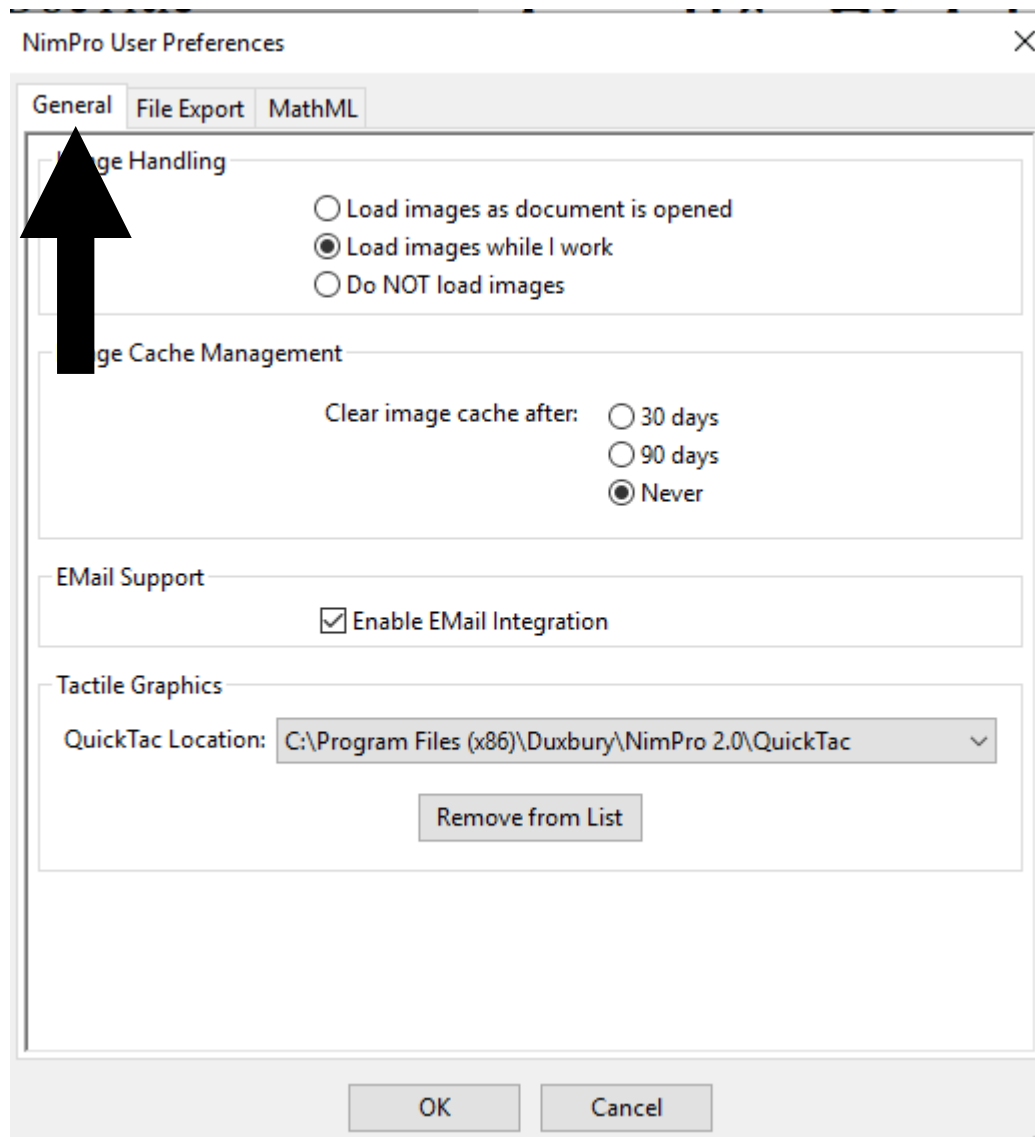 NimPro User Preferences
General File Export MathML
Handling
Load images as document is opened
Load images while I work
Do NOT load images
Cache Management
Clear image cache after: 30 days
90 days
Never
EMail Support
Enable EMail Integration
Tactile Graphics
QuickTac Location: C:\Program Files (x86)\Duxbury\NimPro 2.0\QuickTac
Remove from List
OK Cancel